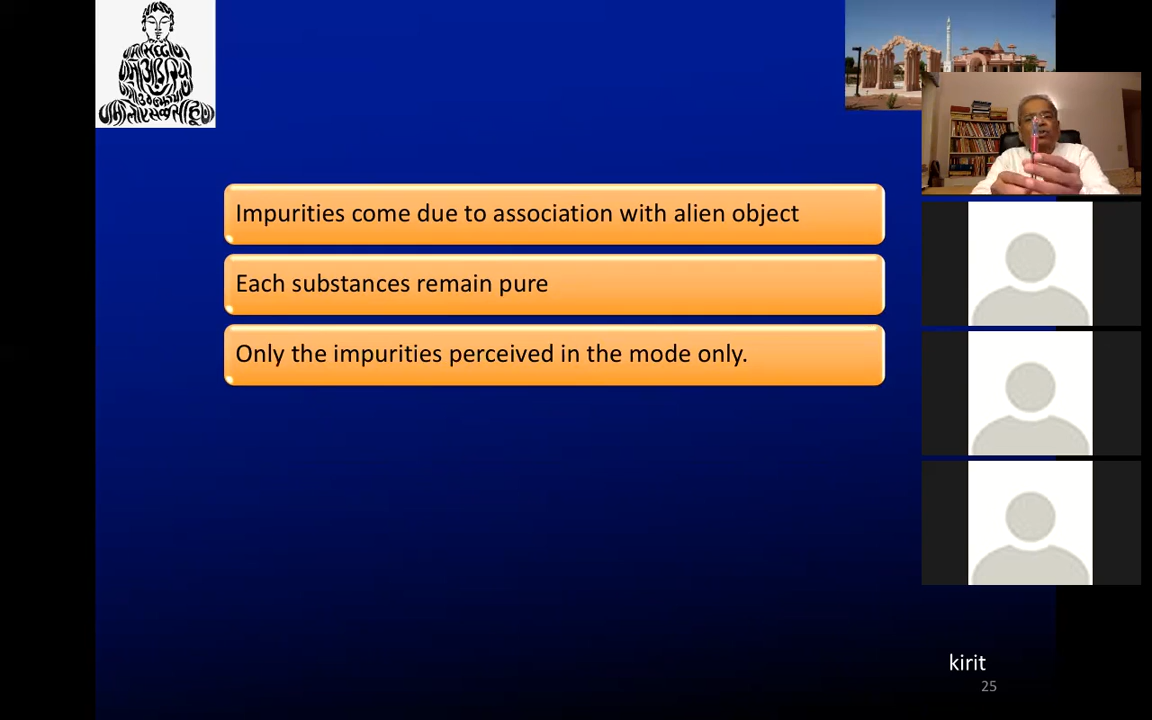 Impurities come due to association with alien object
Each substances remain pure
Only the impurities perceived in the mode only.
kirit
25